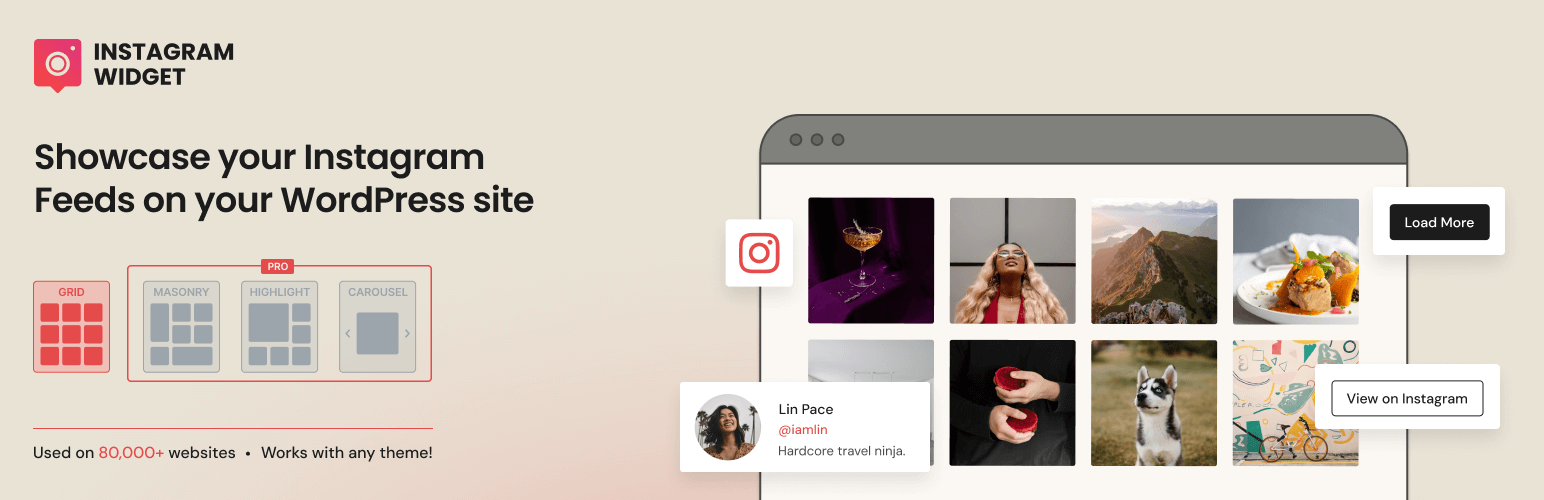 INSTAGRAM
WIDGET
Showcase your Instagram
Feeds on your WordPress site
PRO
GRID
MASONRY
HIGHLIGHT
CAROUSEL
Used on 80,000+ websites • Works with any theme!
Load More
Lin Pace
@iamlin
Hardcore travel ninja.
View on Instagram